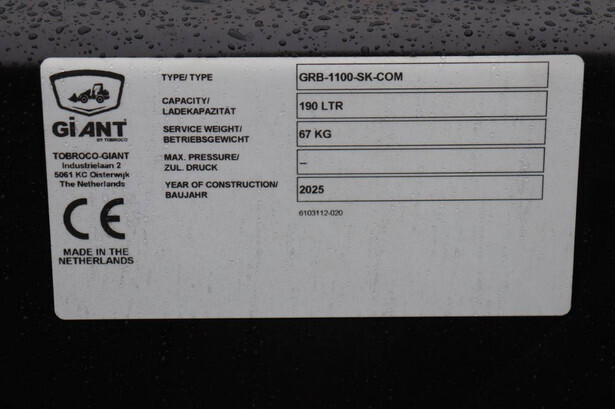 GiANT
BY TOBROCO
TOBROCO-GIANT
Industrielaan 2
5061 KC Oisterwijk
The Netherlands
CE
MADE IN THE
NETHERLANDS
TYPE/ TYPE
GRB-1100-SK-COM
CAPACITY/
LADEKAPAZITÄT
190 LTR
SERVICE WEIGHT/
BETRIEBSGEWICHT
67 KG
MAX. PRESSURE/
ZUL. DRUCK
–
YEAR OF CONSTRUCTION/
BAUJAHR
2025
6103112-020